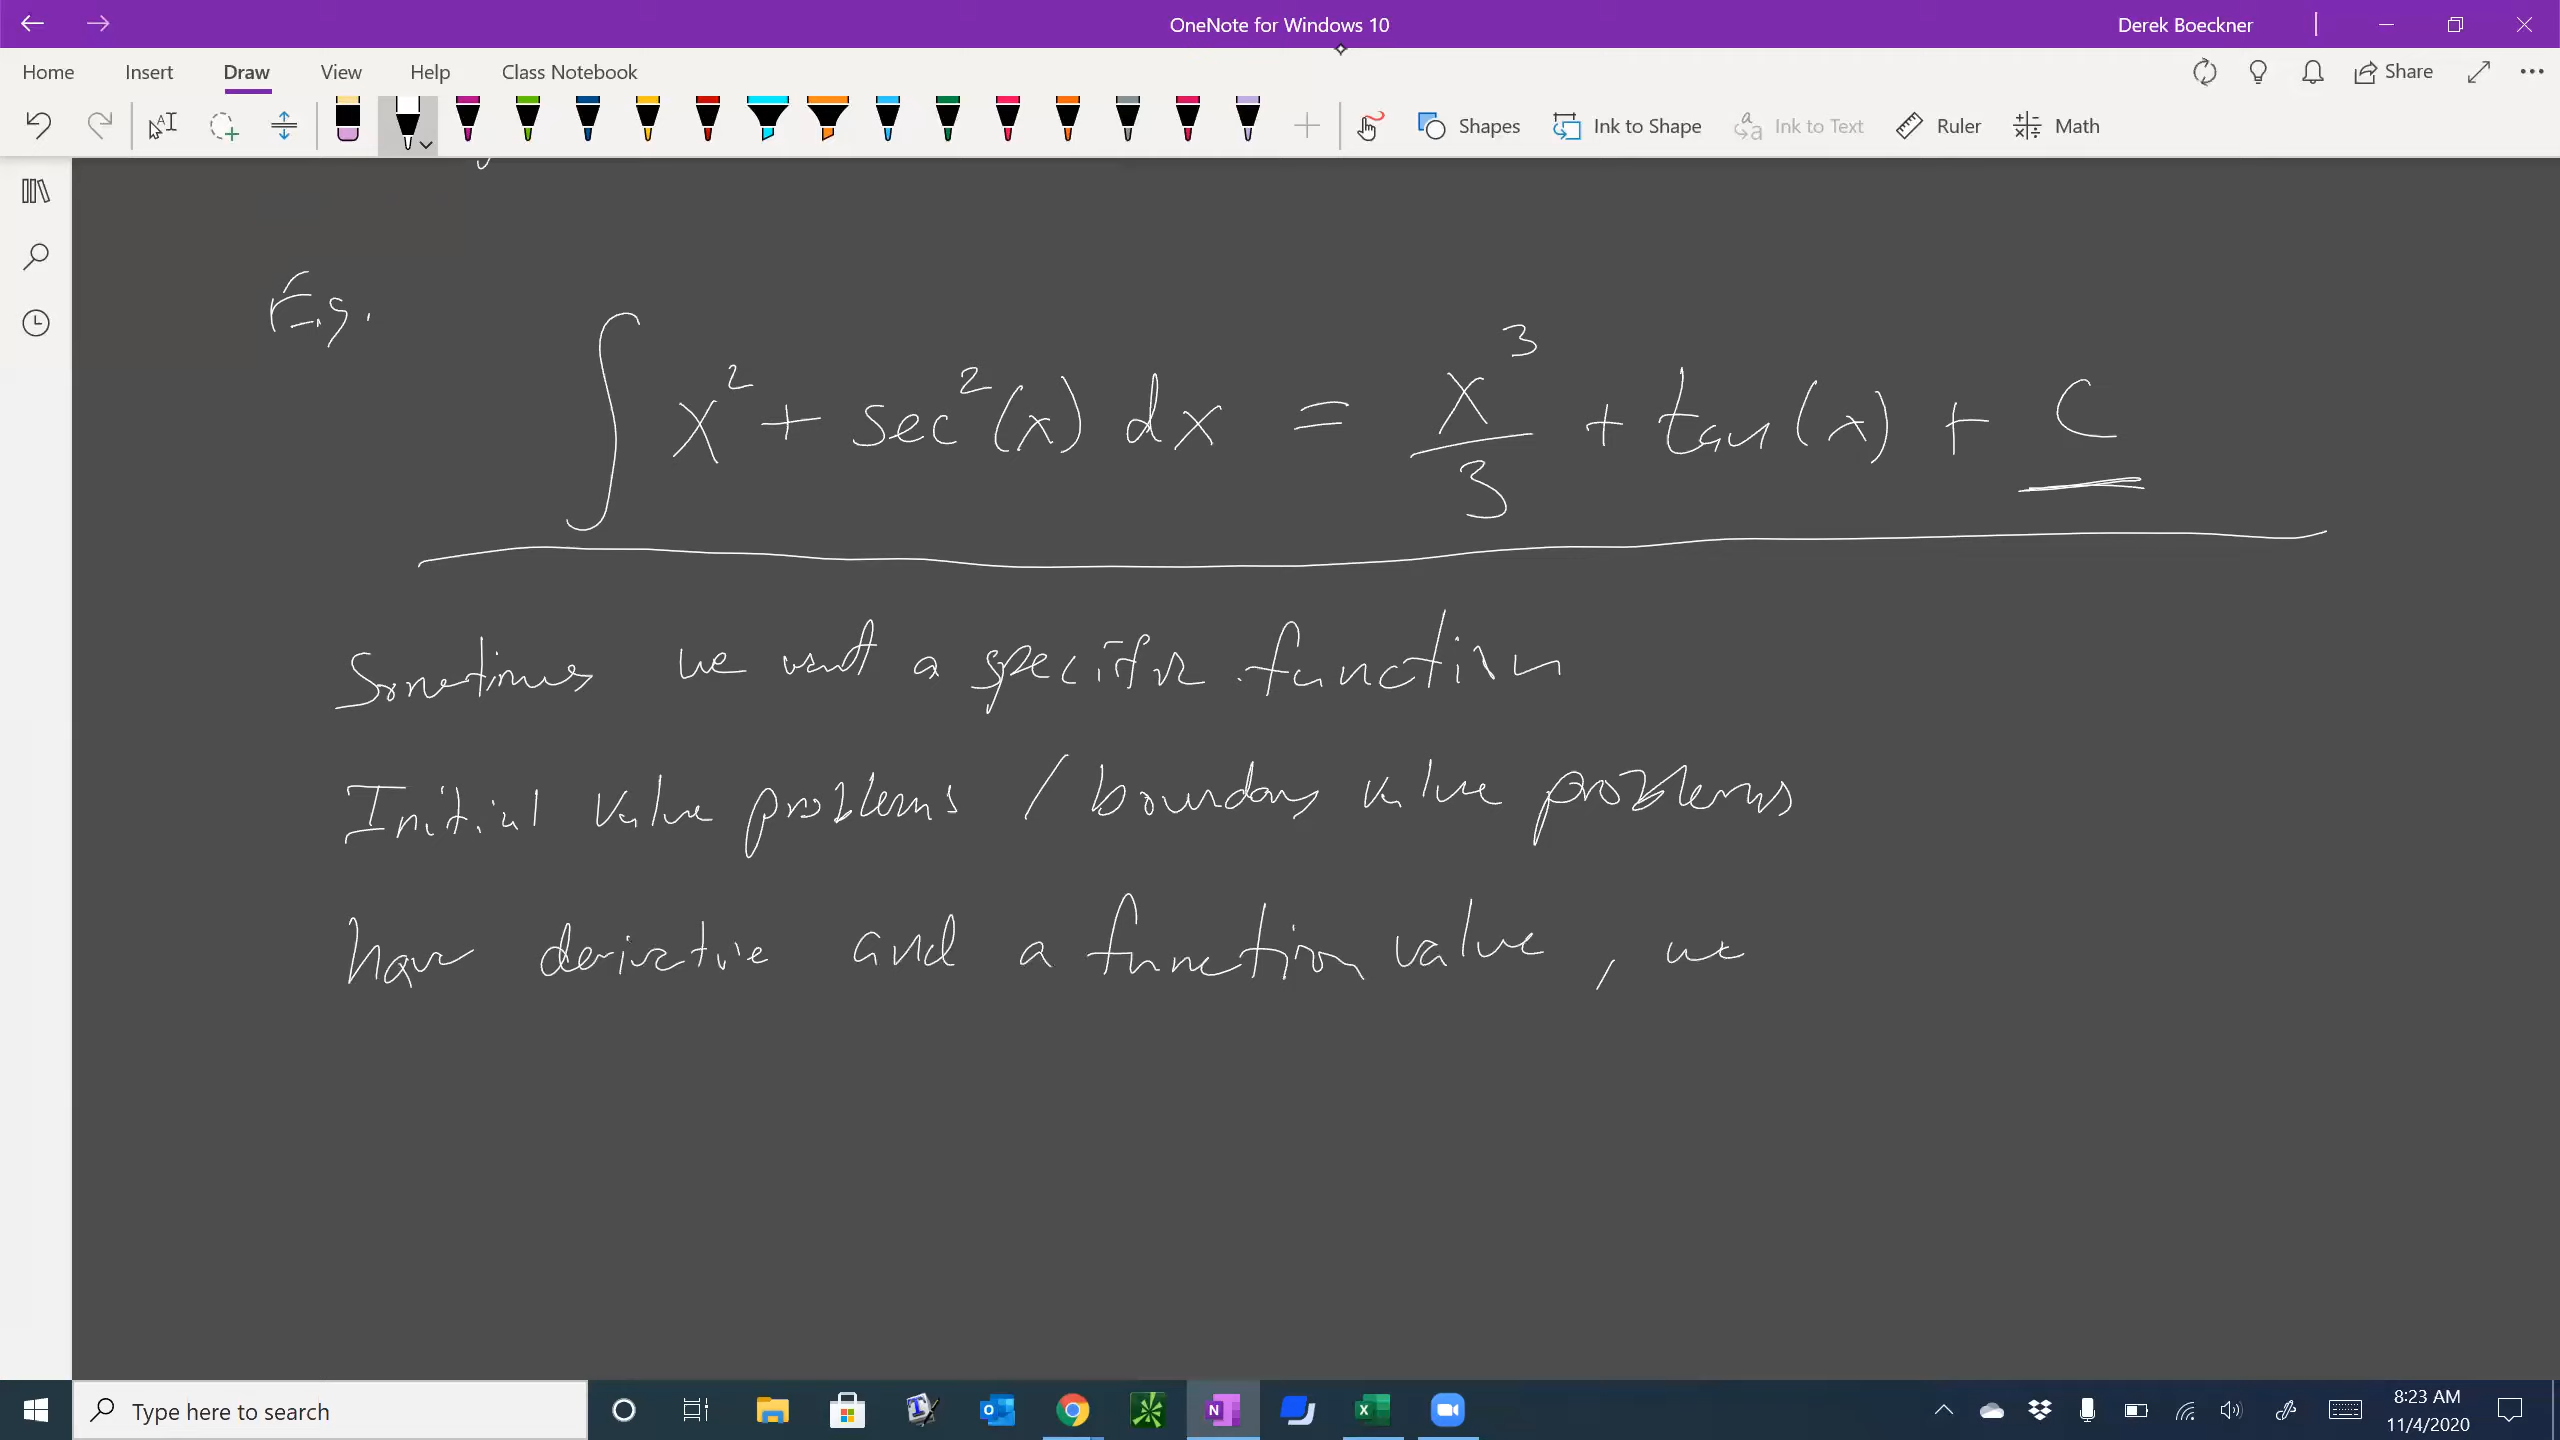 OneNote for Windows 10
Derek Boeckner
Home Insert Draw View Help Class Notebook
Share
Shapes Ink to Shape Ink to Text Ruler Math
E.g.
∫ x² + sec²(x) dx = x³/3 + tan(x) + C
Sometimes we want a specific function
Initial value problems / boundary value problems
have derivative and a function value, we
Type here to search
8:23 AM
11/4/2020